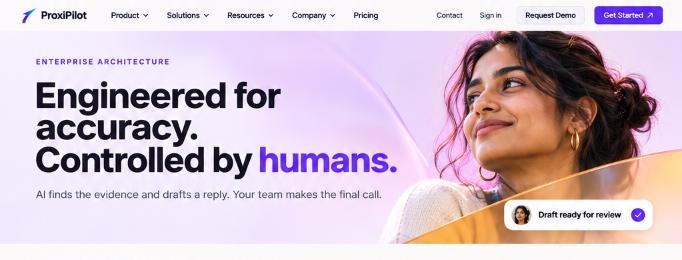 ProxiPilot
Product
Solutions
Resources
Company
Pricing
Contact
Sign in
Request Demo
Get Started
ENTERPRISE ARCHITECTURE
Engineered for
accuracy.
Controlled by humans.
AI finds the evidence and drafts a reply. Your team makes the final call.
Draft ready for review